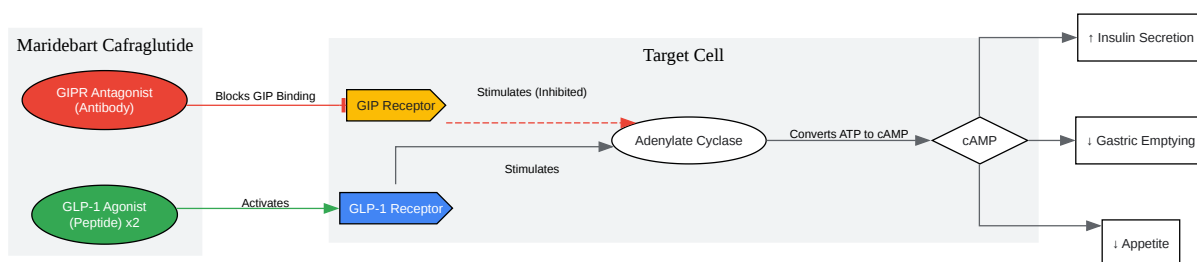 Maridebart Cafraglutide
GIPR Antagonist
(Antibody)
Blocks GIP Binding
GLP-1 Agonist
(Peptide) x2
Activates
Target Cell
GIP Receptor
Stimulates (Inhibited)
GLP-1 Receptor
Stimulates
Adenylate Cyclase
Converts ATP to cAMP
cAMP
↑ Insulin Secretion
↓ Gastric Emptying
↓ Appetite